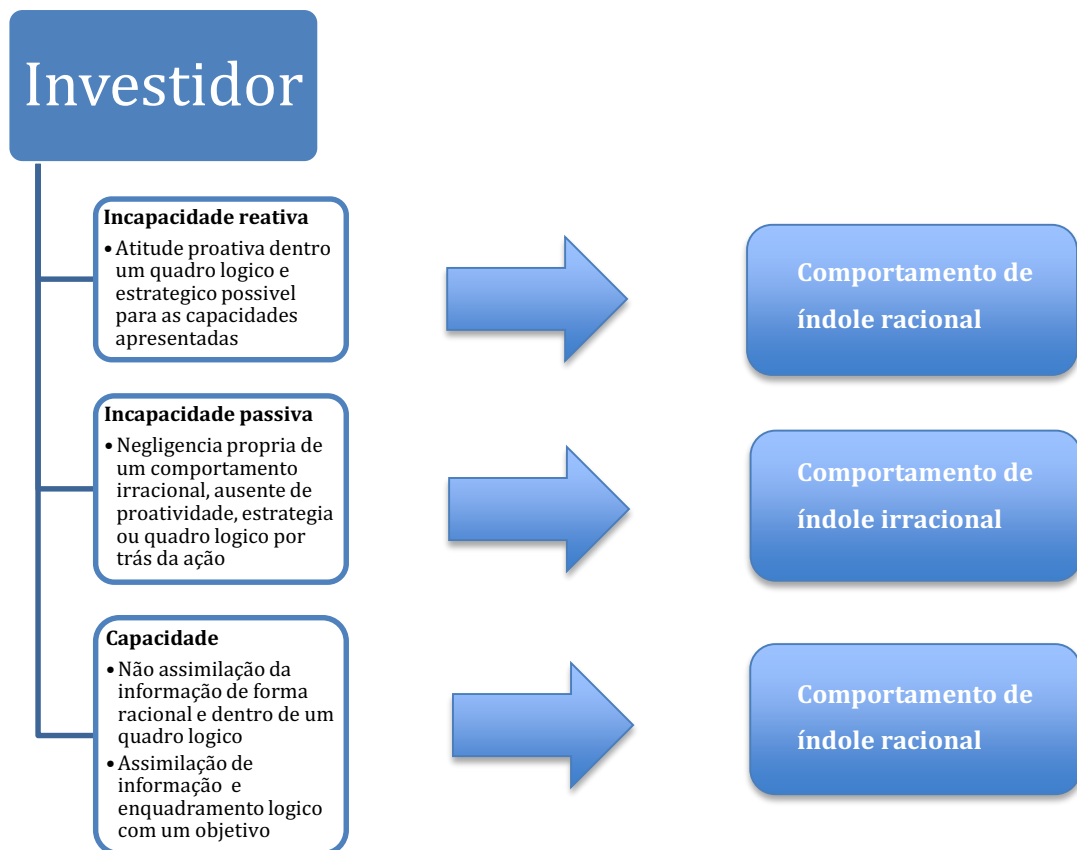 Investidor
Incapacidade reativa
• Atitude proativa dentro
um quadro logico e
estrategico possivel
para as capacidades
apresentadas
Comportamento de
índole racional
Incapacidade passiva
• Negligencia propria de
um comportamento
irracional, ausente de
proatividade, estrategia
ou quadro logico por
trás da ação
Comportamento de
índole irracional
Capacidade
• Não assimilação da
informação de forma
racional e dentro de um
quadro logico
• Assimilação de
informação e
enquadramento logico
com um objetivo
Comportamento de
índole racional